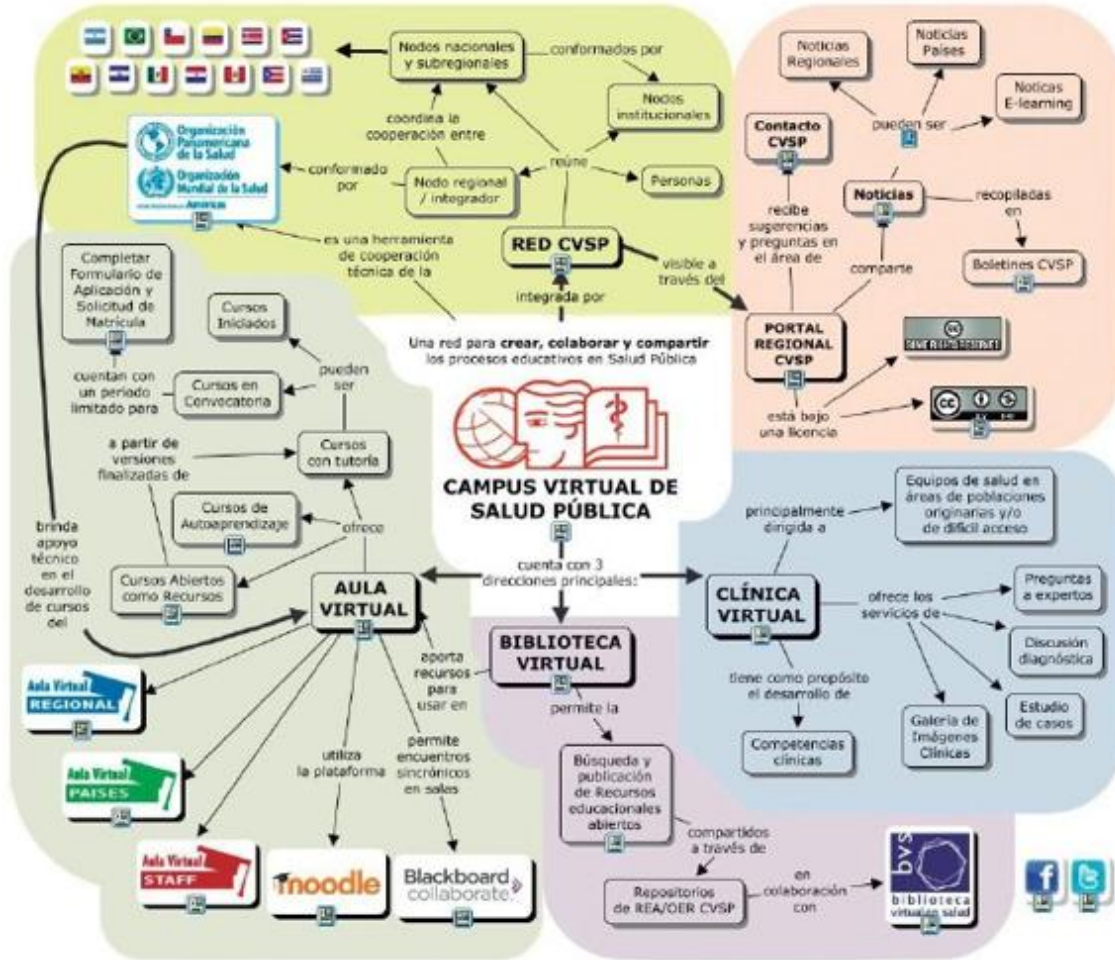 Nodos nacionales
y subregionales
conformados por
Nodos
institucionales
coordina la
cooperación entre
reúne
Organización
Panamericana
de la Salud
Organización
Mundial de la Salud
Américas
conformado
por
Nodo regional
/ integrador
Personas
es una herramienta
de cooperación
técnica de la
RED CVSP
integrada por
visible a
través del
Noticias
Regionales
Noticias
Países
Noticas
E-learning
pueden ser
Contacto
CVSP
Noticias
recopiladas
en
Boletines CVSP
recibe
sugerencias
y preguntas en
el área de
comparte
PORTAL
REGIONAL
CVSP
está bajo
una licencia
cc
cc
Completar
Formulario de
Aplicación y
Solicitud de
Matrícula
Cursos
Iniciados
cuentan con
un período
limitado para
Cursos en
Convocatoria
pueden
ser
a partir de
versiones
finalizadas de
Cursos
con tutoría
Cursos de
Autoaprendizaje
ofrece
brinda
apoyo
técnico
en el
desarrollo
de cursos
del
Cursos Abiertos
como Recursos
Una red para crear, colaborar y compartir
los procesos educativos en Salud Pública
CAMPUS VIRTUAL DE
SALUD PÚBLICA
cuenta con 3
direcciones principales:
AULA
VIRTUAL
Aula Virtual
REGIONAL
Aula Virtual
PAISES
Aula Virtual
STAFF
utiliza
la plataforma
moodle
permite
encuentros
sincrónicos
en salas
Blackboard
collaborate
aporta
recursos
para
usar en
BIBLIOTECA
VIRTUAL
permite la
Búsqueda y
publicación
de Recursos
educacionales
abiertos
compartidos
a través de
Repositorios
de REA/OER CVSP
en
colaboración
con
bvs
biblioteca
virtual en salud
principalmente
dirigida a
Equipos de salud en
áreas de poblaciones
originarias y/o
de difícil acceso
CLÍNICA
VIRTUAL
ofrece los
servicios de
Preguntas
a expertos
Discusión
diagnóstica
Estudio
de casos
Galería de
Imágenes
Clínicas
tiene como propósito
el desarrollo de
Competencias
clínicas
f
t